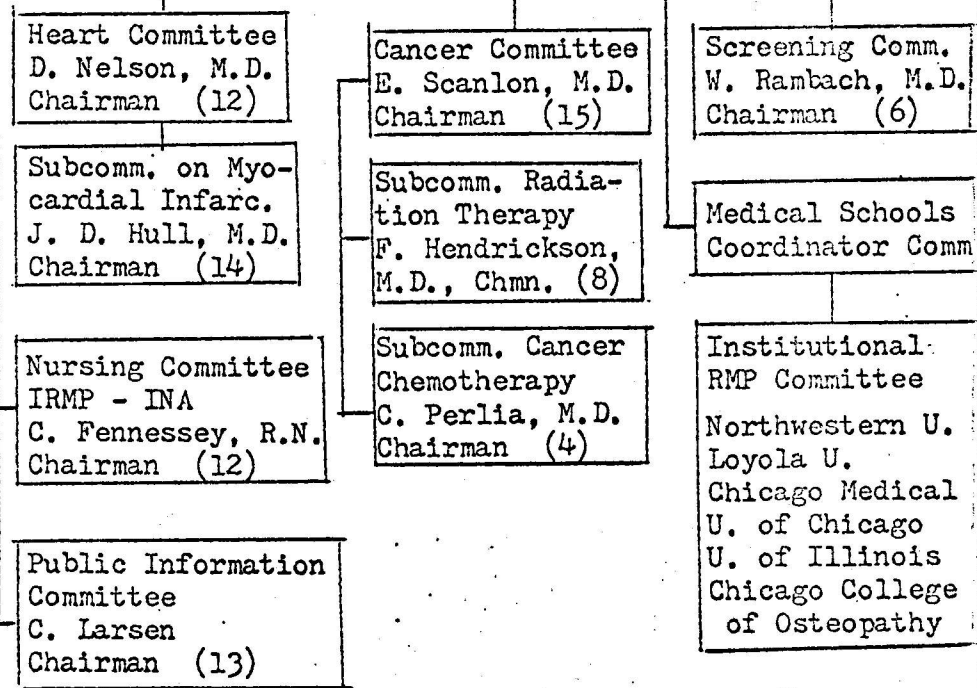 Heart Committee
D. Nelson, M.D.
Chairman (12)
Subcomm. on Myo-
cardial Infarc.
J. D. Hull, M.D.
Chairman (14)
Nursing Committee
IRMP - INA
C. Fennessey, R.N.
Chairman (12)
Public Information
Committee
C. Larsen
Chairman (13)
Cancer Committee
E. Scanlon, M.D.
Chairman (15)
Subcomm. Radia-
tion Therapy
F. Hendrickson,
M.D., Chmn. (8)
Subcomm. Cancer
Chemotherapy
C. Perlia, M.D.
Chairman (4)
Screening Comm.
W. Rambach, M.D.
Chairman (6)
Medical Schools
Coordinator Comm
Institutional
RMP Committee
Northwestern U.
Loyola U.
Chicago Medical
U. of Chicago
U. of Illinois
Chicago College
of Osteopathy